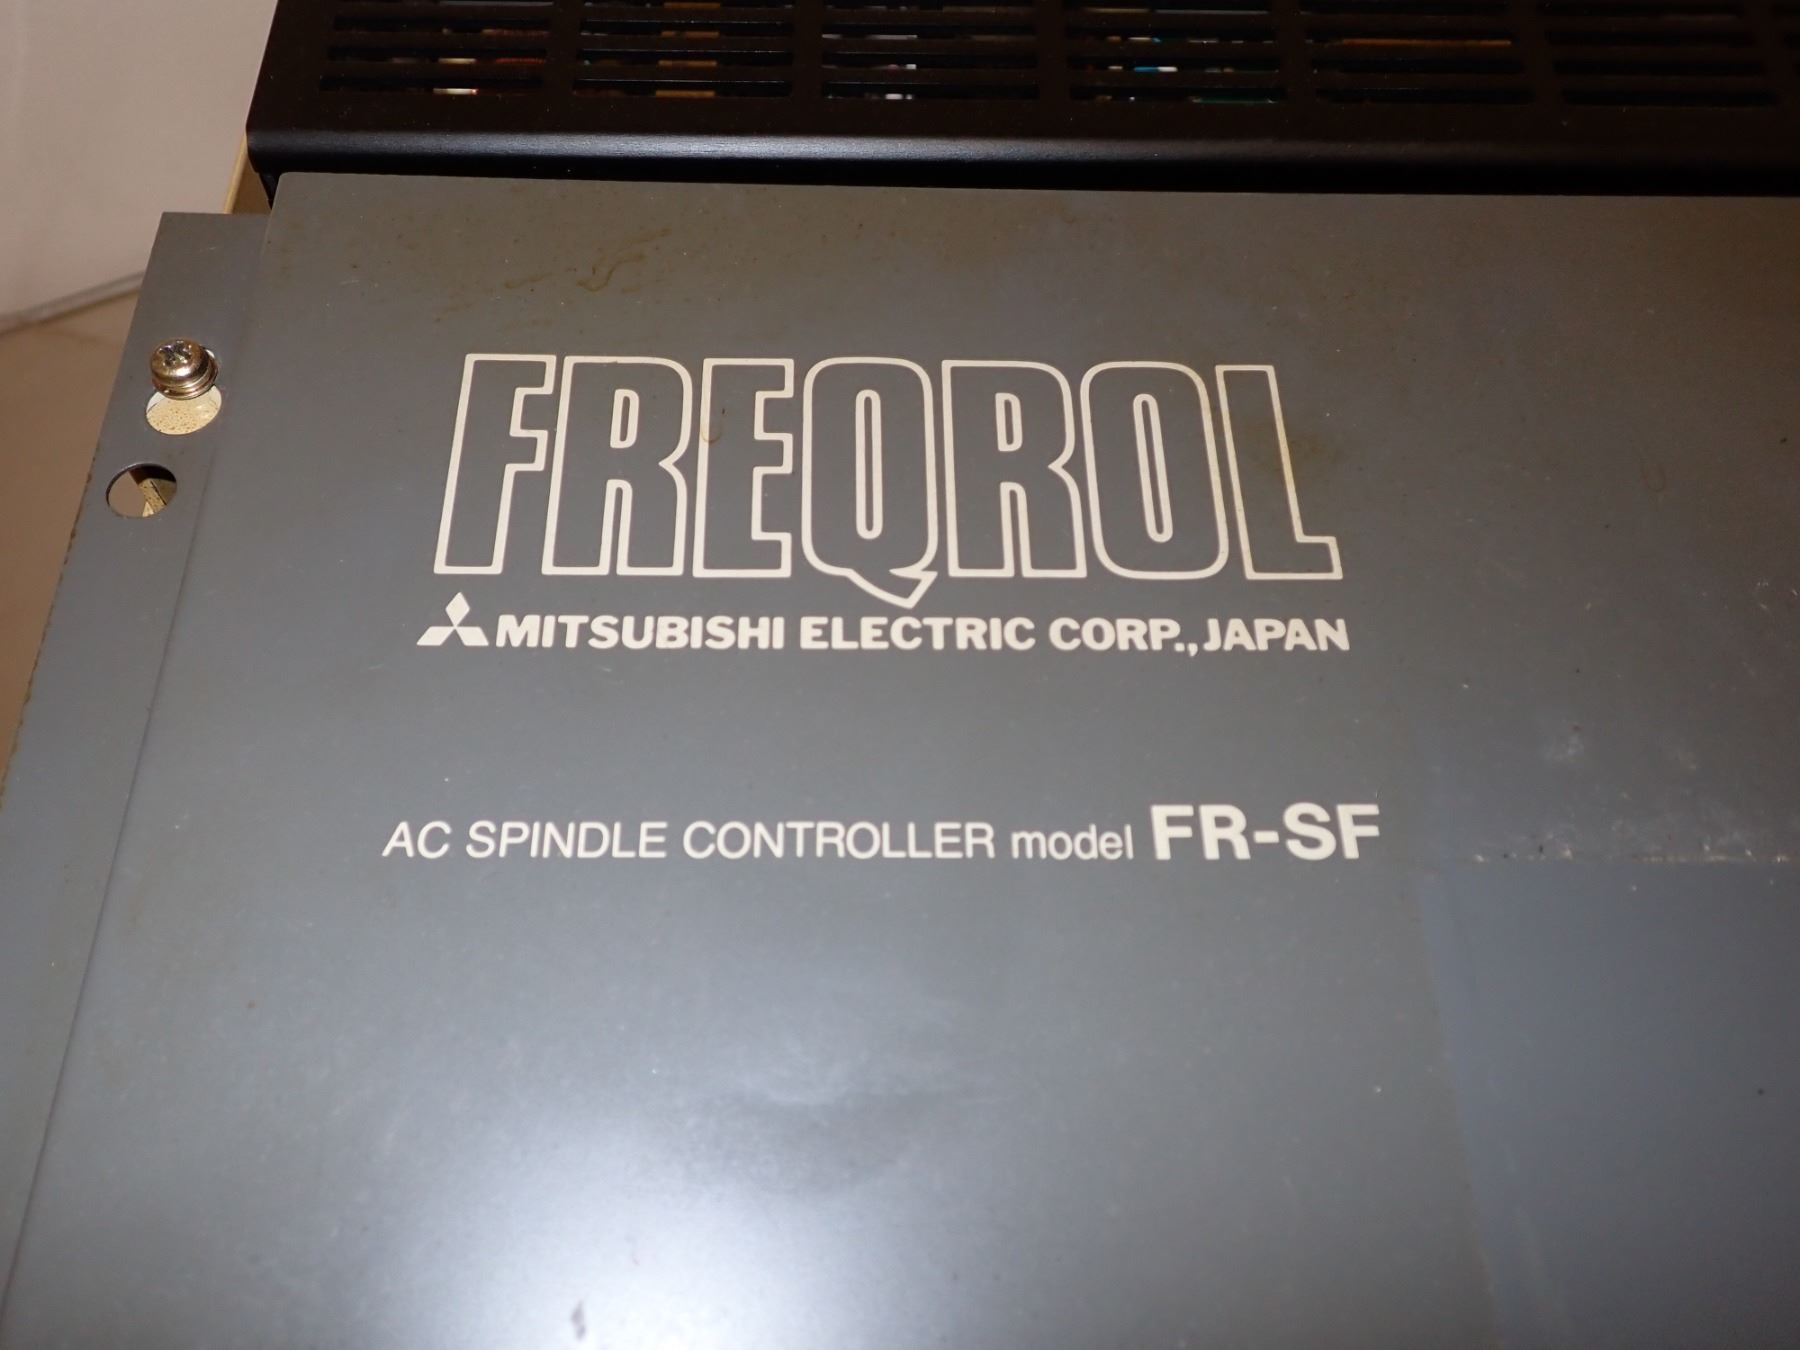 FREQROL
MITSUBISHI ELECTRIC CORP., JAPAN
AC SPINDLE CONTROLLER model FR-SF